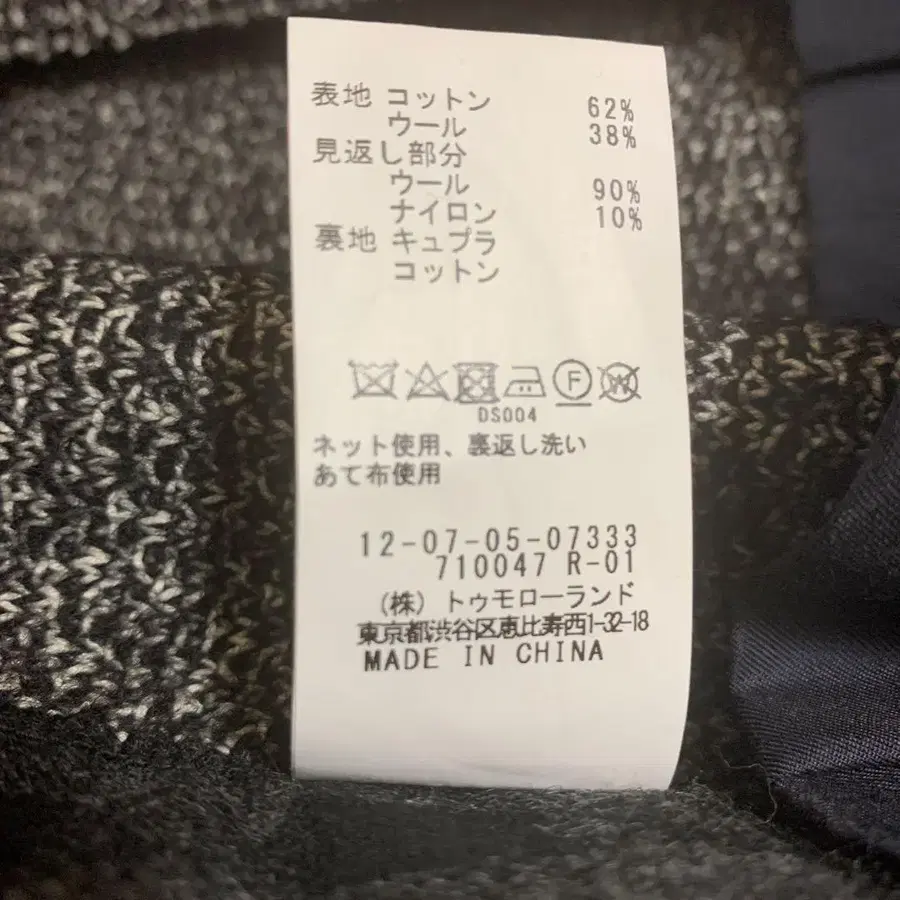 表地 コットン 62%
ウール 38%
見返し部分
ウール 90%
ナイロン 10%
裏地 キュプラ
コットン
F W
DS004
ネット使用、裏返し洗い
あて布使用
12-07-05-07333
710047 R-01
(株) トゥモローランド
東京都渋谷区恵比寿西1-32-18
MADE IN CHINA